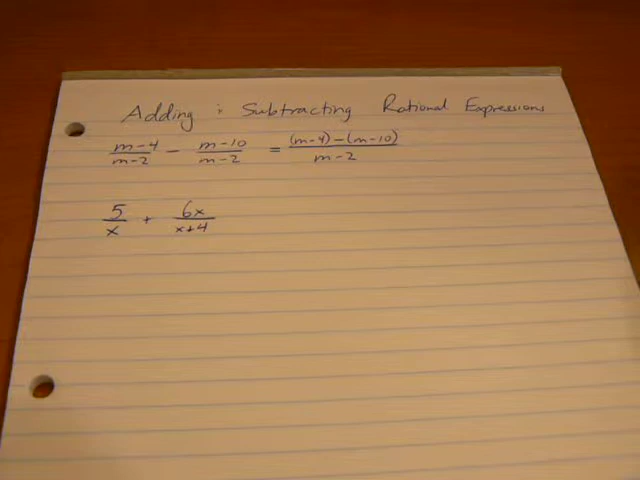 Adding & Subtracting Rational Expressions
m-4/m-2 - m-10/m-2 = (m-4)-(m-10)/m-2
5/x + 6x/x+4